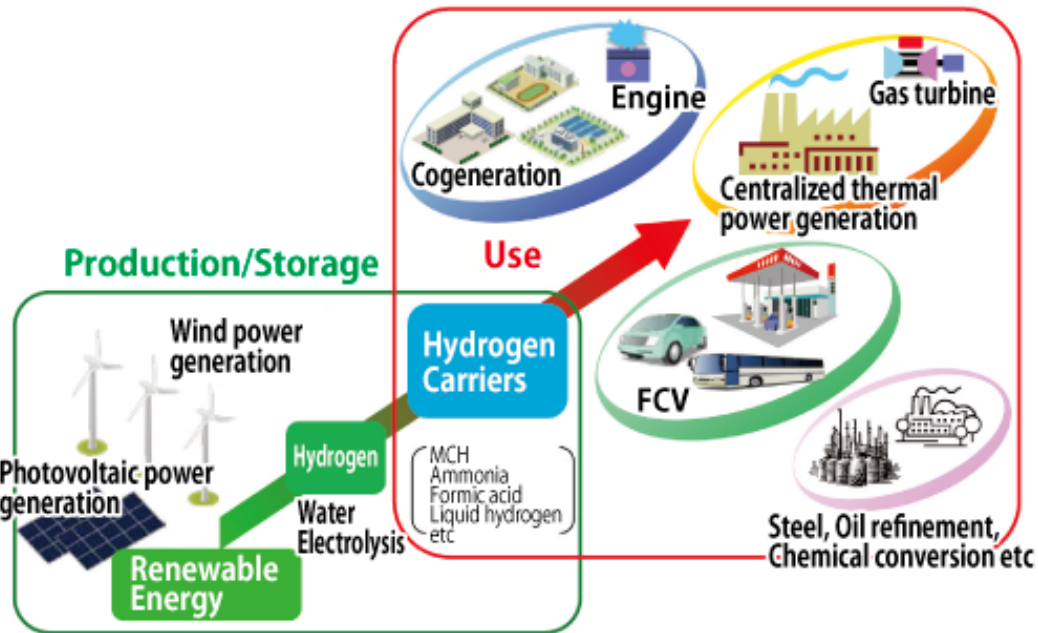 Engine
Cogeneration
Gas turbine
Centralized thermal
power generation
Use
Production/Storage
Wind power
generation
Hydrogen
Carriers
FCV
Photovoltaic power
generation
Hydrogen
Water
Electrolysis
MCH
Ammonia
Formic acid
Liquid hydrogen
etc
Renewable
Energy
Steel, Oil refinement,
Chemical conversion etc